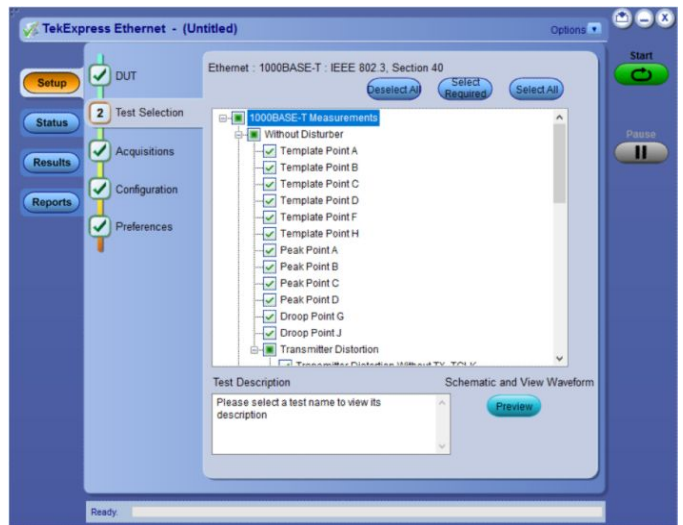 TekExpress Ethernet - (Untitled)
Options
Start
Pause
Setup
Status
Results
Reports
DUT
2 Test Selection
Acquisitions
Configuration
Preferences
Ethernet : 1000BASE-T : IEEE 802.3, Section 40
Deselect All
Select Required
Select All
1000BASE-T Measurements
Without Disturber
Template Point A
Template Point B
Template Point C
Template Point D
Template Point F
Template Point H
Peak Point A
Peak Point B
Peak Point C
Peak Point D
Droop Point G
Droop Point J
Transmitter Distortion
Transmitter Distortion Without TX_TCLK
Test Description
Please select a test name to view its
description
Schematic and View Waveform
Preview
Ready.